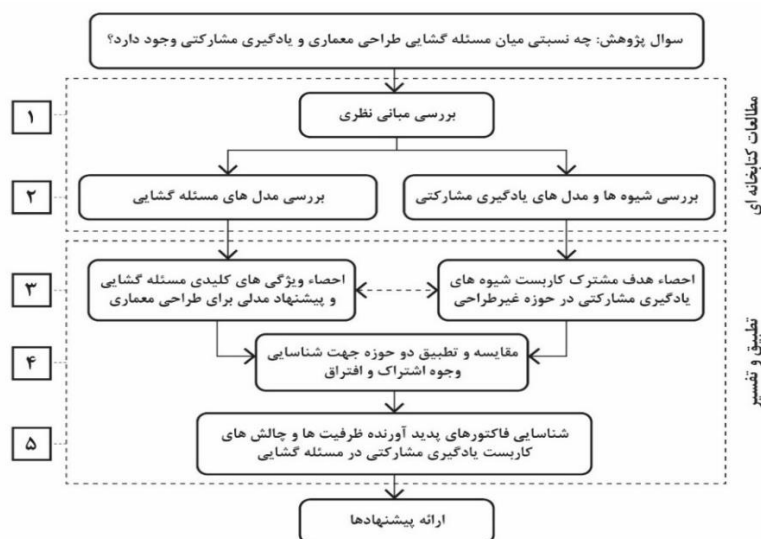 سوال پژوهش: چه نسبتی میان مسئله گشایی طراحی معماری و یادگیری مشارکتی وجود دارد؟
مطالعات کتابخانه ای
۱
بررسی مبانی نظری
۲
بررسی شیوه ها و مدل های یادگیری مشارکتی
بررسی مدل های مسئله گشایی
تطبیق و تفسیر
۳
احصاء هدف مشترک کاربست شیوه های
یادگیری مشارکتی در حوزه غیرطراحی
احصاء ویژگی های کلیدی مسئله گشایی
و پیشنهاد مدلی برای طراحی معماری
۴
مقایسه و تطبیق دو حوزه جهت شناسایی
وجوه اشتراک و افتراق
۵
شناسایی فاکتورهای پدید آورنده ظرفیت ها و چالش های
کاربست یادگیری مشارکتی در مسئله گشایی
ارائه پیشنهادها